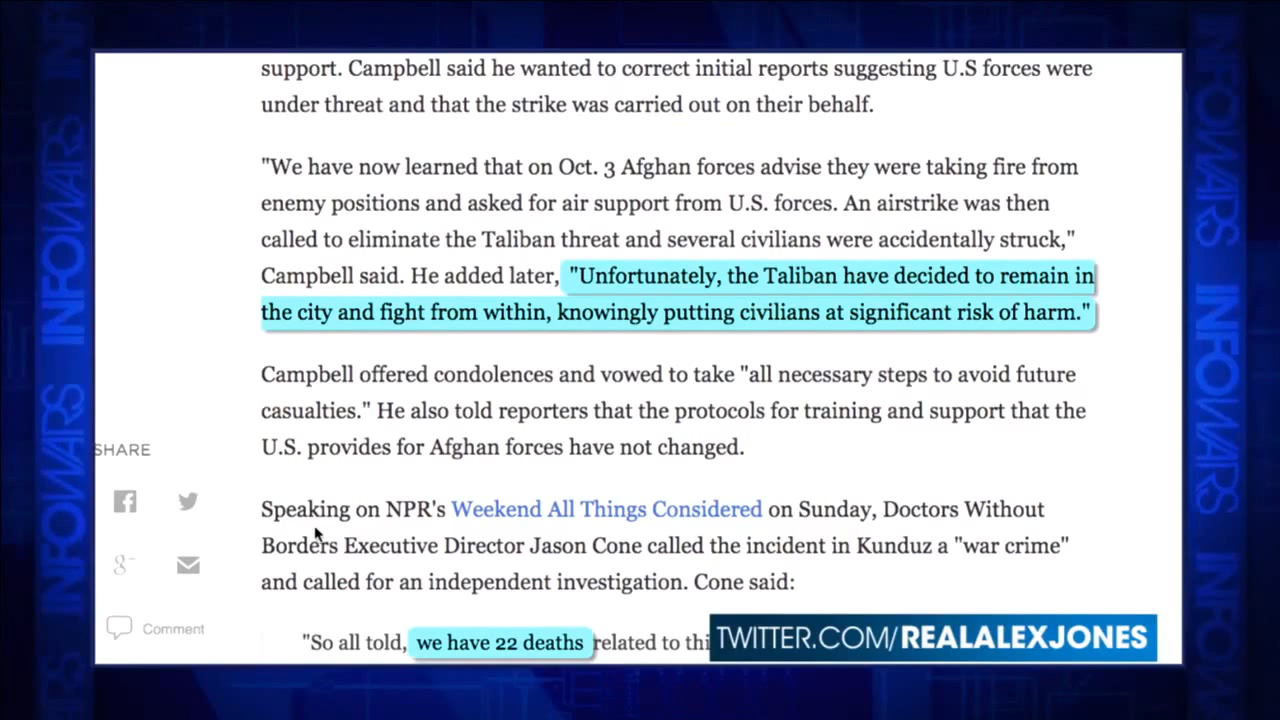 support. Campbell said he wanted to correct initial reports suggesting U.S forces were
under threat and that the strike was carried out on their behalf.
"We have now learned that on Oct. 3 Afghan forces advise they were taking fire from
enemy positions and asked for air support from U.S. forces. An airstrike was then
called to eliminate the Taliban threat and several civilians were accidentally struck,"
Campbell said. He added later, "Unfortunately, the Taliban have decided to remain in
the city and fight from within, knowingly putting civilians at significant risk of harm."
Campbell offered condolences and vowed to take "all necessary steps to avoid future
casualties." He also told reporters that the protocols for training and support that the
U.S. provides for Afghan forces have not changed.
SHARE
Speaking on NPR's Weekend All Things Considered on Sunday, Doctors Without
Borders Executive Director Jason Cone called the incident in Kunduz a "war crime"
and called for an independent investigation. Cone said:
Comment
"So all told, we have 22 deaths related to thi
TWITTER.COM/REALALEXJONES
INFOWARS
INFOWARS
INFOWARS
INFOWARS